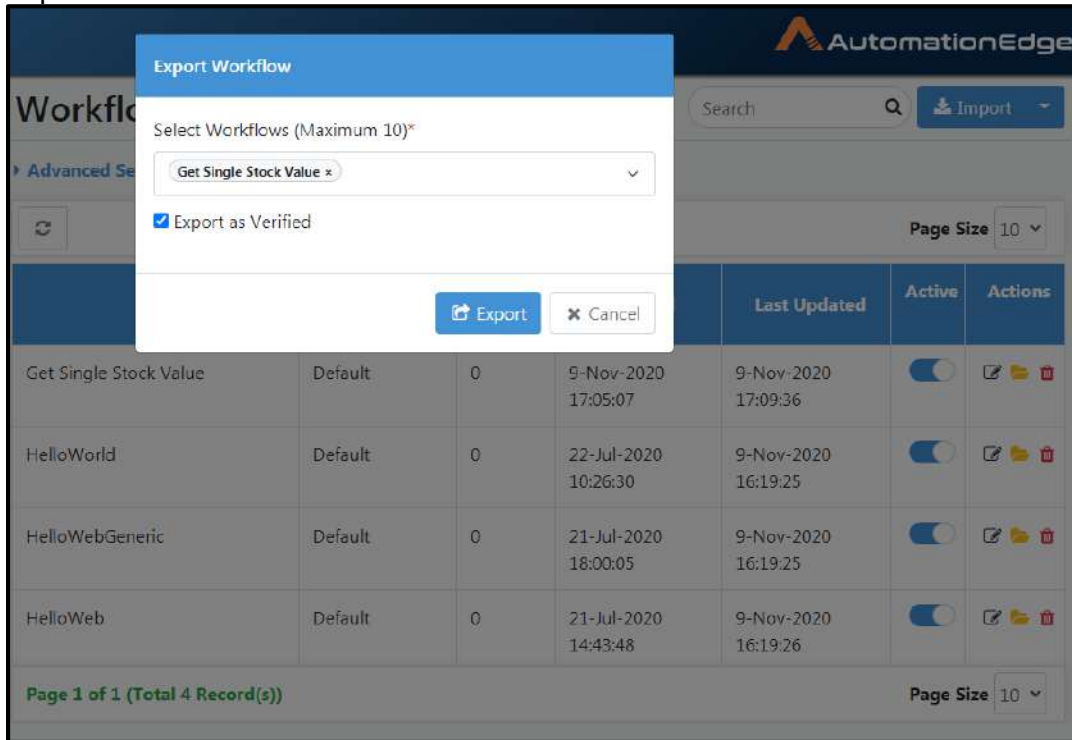 AutomationEdge
Export Workflow
Workflo
Search
Import
Select Workflows (Maximum 10)*
Advanced Se
Get Single Stock Value ×
Export as Verified
Page Size 10
Export
Cancel
Last Updated
Active
Actions
Get Single Stock Value Default 0 9-Nov-2020 9-Nov-2020
17:05:07 17:09:36
HelloWorld Default 0 22-Jul-2020 9-Nov-2020
10:26:30 16:19:25
HelloWebGeneric Default 0 21-Jul-2020 9-Nov-2020
18:00:05 16:19:25
HelloWeb Default 0 21-Jul-2020 9-Nov-2020
14:43:48 16:19:26
Page 1 of 1 (Total 4 Record(s))
Page Size 10